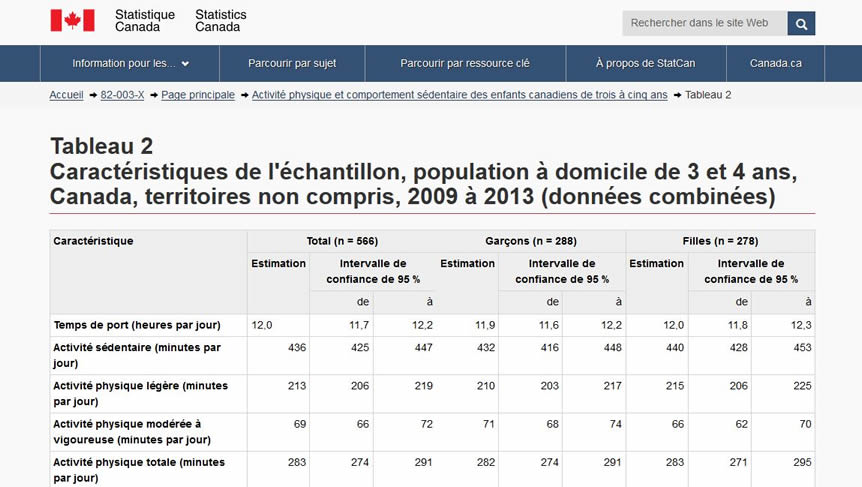 Statistique Canada
Statistics Canada
Rechercher dans le site Web
Information pour les... Parcourir par sujet Parcourir par ressource clé À propos de StatCan Canada.ca
Accueil 82-003-X Page principale Activité physique et comportement sédentaire des enfants canadiens de trois à cinq ans Tableau 2
Tableau 2
Caractéristiques de l'échantillon, population à domicile de 3 et 4 ans,
Canada, territoires non compris, 2009 à 2013 (données combinées)
Caractéristique Total (n = 566) Garçons (n = 288) Filles (n = 278)
Estimation Intervalle de confiance de 95 % Estimation Intervalle de confiance de 95 % Estimation Intervalle de confiance de 95 %
de à de à de à
Temps de port (heures par jour) 12,0 11,7 12,2 11,9 11,6 12,2 12,0 11,8 12,3
Activité sédentaire (minutes par jour) 436 425 447 432 416 448 440 428 453
Activité physique légère (minutes par jour) 213 206 219 210 203 217 215 206 225
Activité physique modérée à vigoureuse (minutes par jour) 69 66 72 71 68 74 66 62 70
Activité physique totale (minutes par jour) 283 274 291 282 274 291 283 271 295